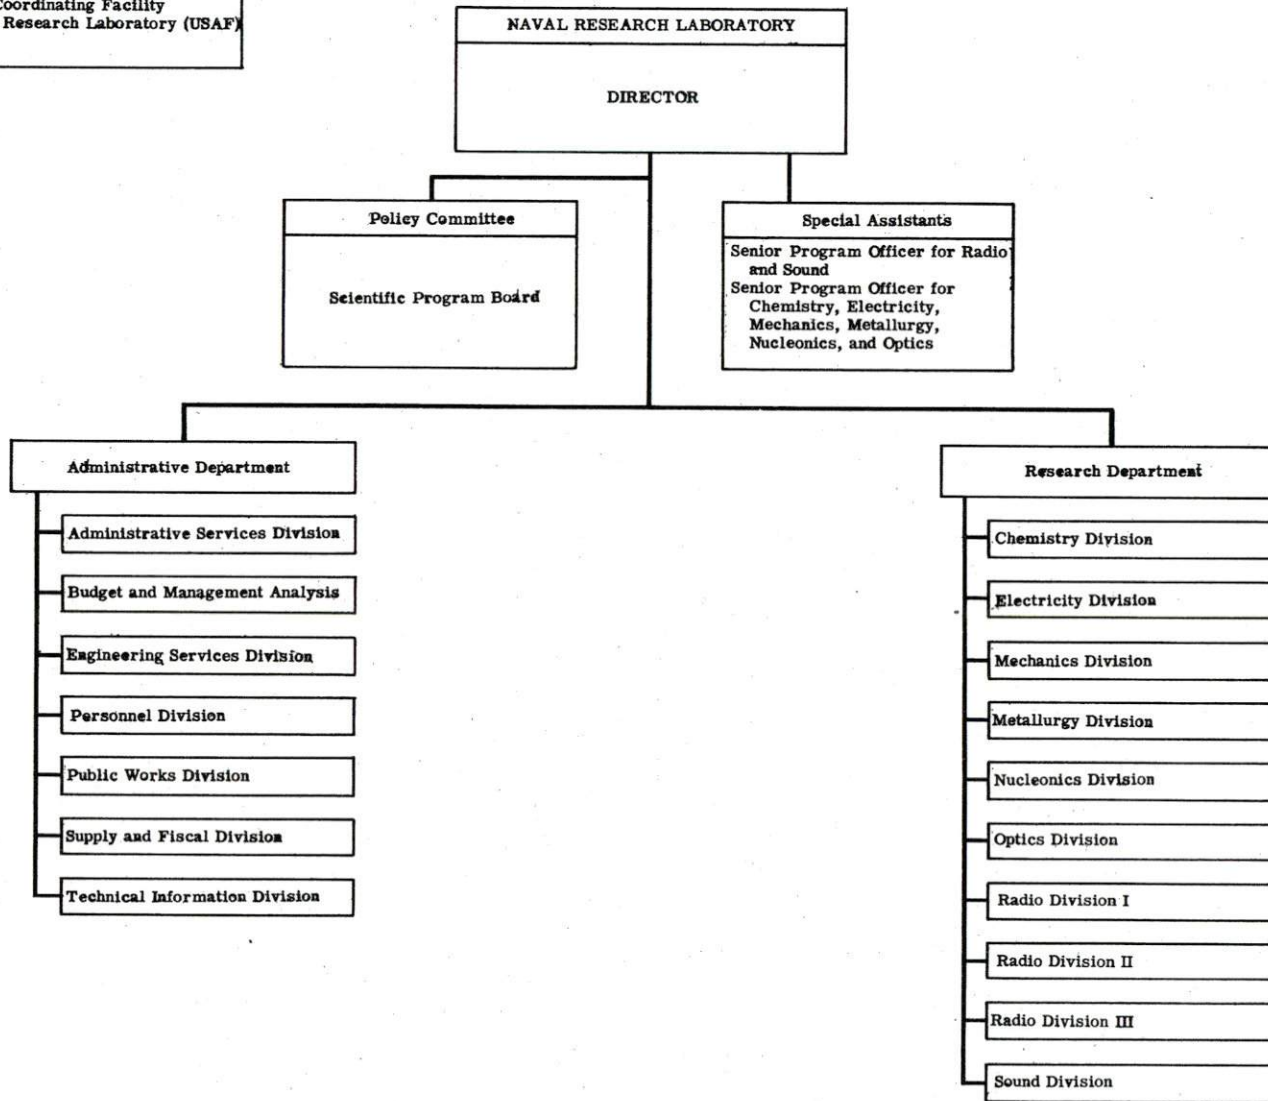 Coordinating Facility
Research Laboratory (USAF)
NAVAL RESEARCH LABORATORY
DIRECTOR
Policy Committee
Scientific Program Board
Special Assistants
Senior Program Officer for Radio
and Sound
Senior Program Officer for
Chemistry, Electricity,
Mechanics, Metallurgy,
Nucleonics, and Optics
Administrative Department
Administrative Services Division
Budget and Management Analysis
Engineering Services Division
Personnel Division
Public Works Division
Supply and Fiscal Division
Technical Information Division
Research Department
Chemistry Division
Electricity Division
Mechanics Division
Metallurgy Division
Nucleonics Division
Optics Division
Radio Division I
Radio Division II
Radio Division III
Sound Division